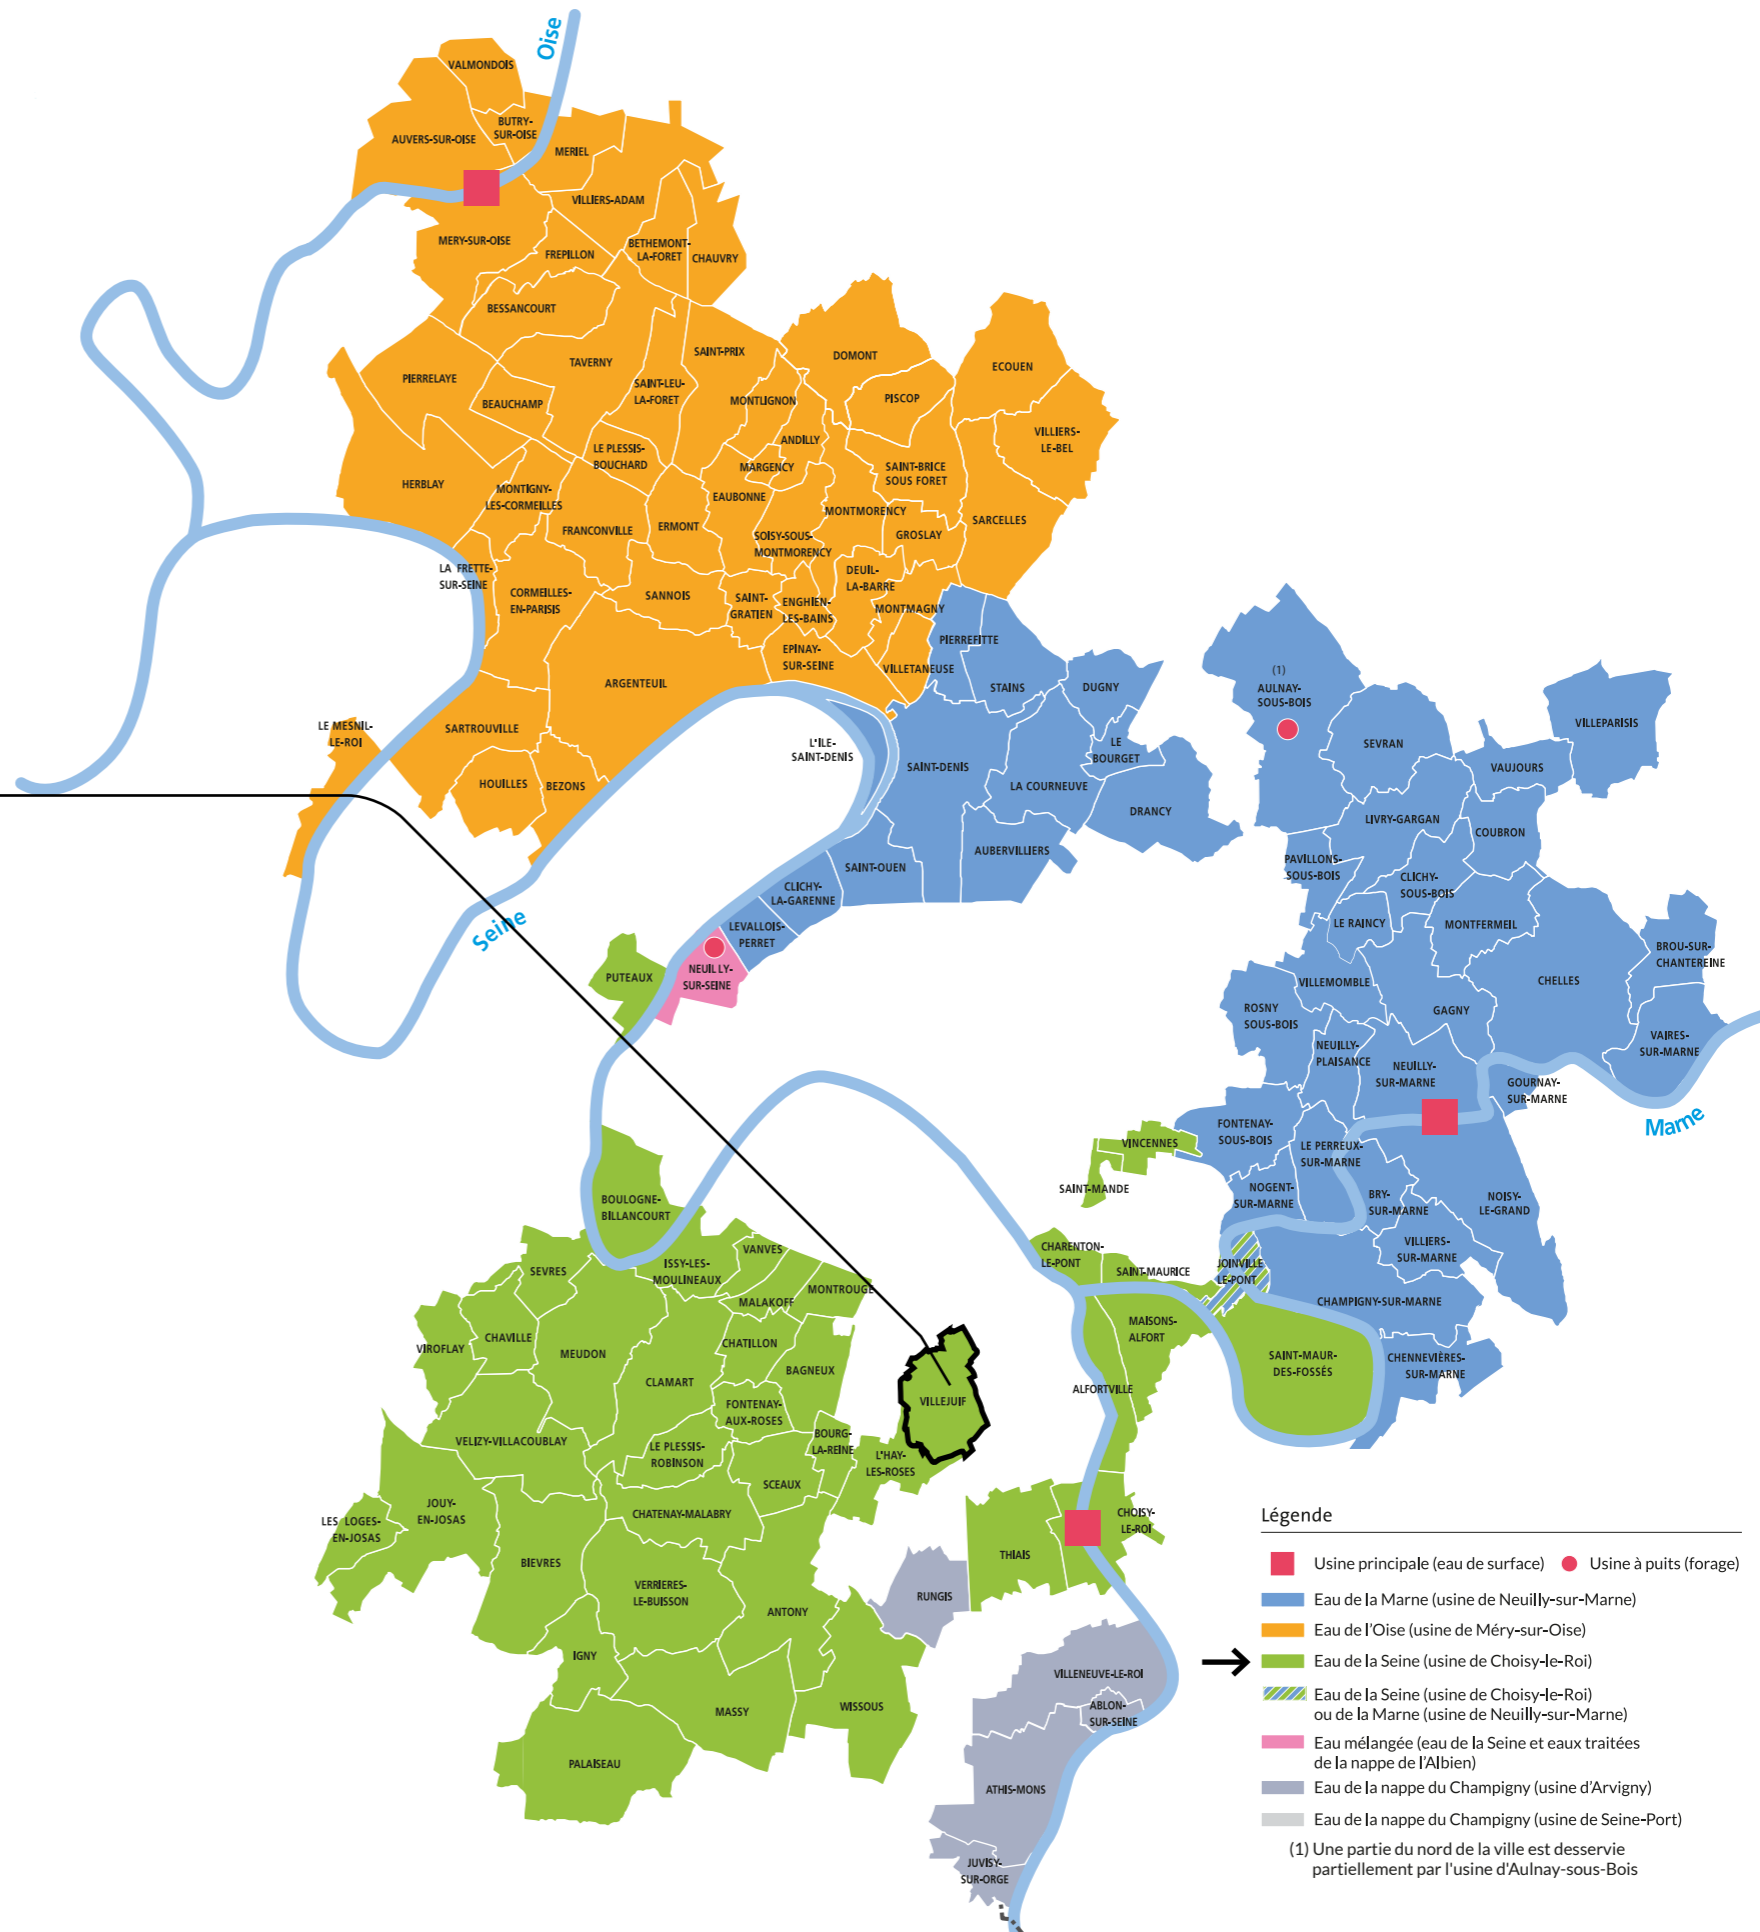 Oise
VALMONDOIS
BUTRY-
SUR-OISE
AUVERS-SUR-OISE
MERIEL
VILLIERS-ADAM
MERY-SUR-OISE
FREPILLON
BETHEMONT-
LA-FORET
CHAUVRY
BESSANCOURT
TAVERNY
SAINT-PRIX
DOMONT
ECOUEN
PIERRELAYE
BEAUCHAMP
SAINT-LEU-
LA-FORET
MONTLIGNON
PISCOP
VILLIERS-
LE-BEL
ANDILLY
LE PLESSIS-
BOUCHARD
MARGENCY
SAINT-BRICE
SOUS FORET
HERBLAY
MONTIGNY-
LES-CORMEILLES
EAUBONNE
MONTMORENCY
SARCELLES
FRANCONVILLE
ERMONT
SOISY-SOUS-
MONTMORENCY
GROSLAY
LA FRETTE-
SUR-SEINE
DEUIL-
LA-BARRE
CORMEILLES-
EN-PARISIS
SANNOIS
SAINT-
GRATIEN
ENGHIEN-
LES-BAINS
MONTMAGNY
PIERREFITTE
EPINAY-
SUR-SEINE
VILLETANEUSE
STAINS
DUGNY
ARGENTEUIL
(1)
AULNAY-
SOUS-BOIS
LE MESNIL-
LE-ROI
SARTROUVILLE
L'ILE-
SAINT-DENIS
SAINT-DENIS
LE
BOURGET
SEVRAN
VILLEPARISIS
VAUJOURS
HOUILLES
BEZONS
LA COURNEUVE
DRANCY
LIVRY-GARGAN
COUBRON
AUBERVILLIERS
SAINT-OUEN
PAVILLONS-
SOUS-BOIS
CLICHY-
SOUS-BOIS
CLICHY-
LA-GARENNE
Seine
LEVALLOIS-
PERRET
LE RAINCY
MONTFERMEIL
BROU-SUR-
CHANTEREINE
PUTEAUX
NEUILLY-
SUR-SEINE
VILLEMOMBLE
CHELLES
ROSNY
SOUS-BOIS
GAGNY
NEUILLY-
PLAISANCE
VAIRES-
SUR-MARNE
NEUILLY-
SUR-MARNE
GOURNAY-
SUR-MARNE
Marne
FONTENAY-
SOUS-BOIS
VINCENNES
LE PERREUX-
SUR-MARNE
SAINT-MANDE
NOGENT-
SUR-MARNE
BRY-
SUR-MARNE
NOISY-
LE-GRAND
BOULOGNE-
BILLANCOURT
VILLIERS-
SUR-MARNE
CHARENTON-
LE-PONT
VANVES
SEVRES
ISSY-LES-
MOULINEAUX
SAINT-MAURICE
JOINVILLE
LE-PONT
MONTROUGE
MALAKOFF
CHAMPIGNY-SUR-MARNE
MAISONS-
ALFORT
VIROFLAY
CHAVILLE
MEUDON
CHATILLON
BAGNEUX
SAINT-MAUR-
DES-FOSSÉS
CHENNEVIÈRES-
SUR-MARNE
CLAMART
ALFORTVILLE
VILLEJUIF
FONTENAY-
AUX-ROSES
VELIZY-VILLACOUBLAY
LE PLESSIS-
ROBINSON
BOURG-
LA-REINE
L'HAY-
LES-ROSES
SCEAUX
JOUY-
EN-JOSAS
LES LOGES-
EN-JOSAS
CHATENAY-MALABRY
CHOISY-
LE-ROI
THIAIS
BIEVRES
VERRIERES-
LE-BUISSON
RUNGIS
ANTONY
IGNY
VILLENEUVE-LE-ROI
MASSY
WISSOUS
ABLON-
SUR-SEINE
PALAISEAU
ATHIS-MONS
JUVISY-
SUR-ORGE
Légende
Usine principale (eau de surface)
Usine à puits (forage)
Eau de la Marne (usine de Neuilly-sur-Marne)
Eau de l'Oise (usine de Méry-sur-Oise)
Eau de la Seine (usine de Choisy-le-Roi)
Eau de la Seine (usine de Choisy-le-Roi)
ou de la Marne (usine de Neuilly-sur-Marne)
Eau mélangée (eau de la Seine et eaux traitées
de la nappe de l'Albien)
Eau de la nappe du Champigny (usine d'Arvigny)
Eau de la nappe du Champigny (usine de Seine-Port)
(1) Une partie du nord de la ville est desservie
partiellement par l'usine d'Aulnay-sous-Bois